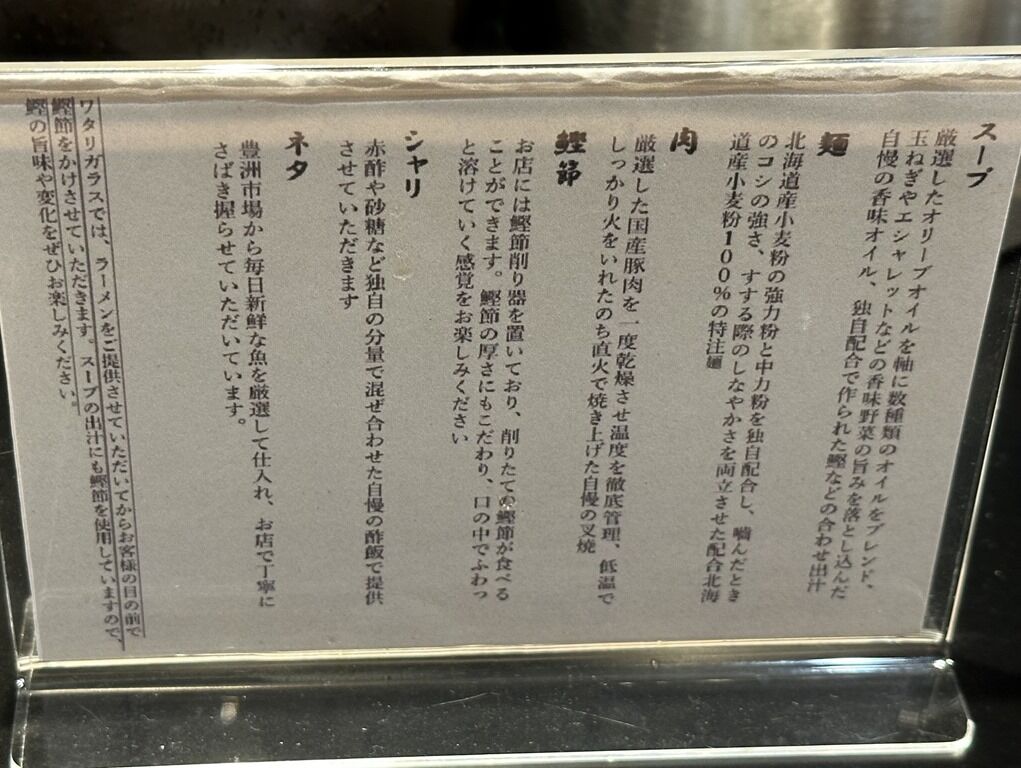 スープ
厳選したオリーブオイルを軸に数種類のオイルをブレンド、
玉ねぎやエシャレットなどの香味野菜の旨みを落とし込んだ
自慢の香味オイル、独自配合で作られた鰹などの合わせ出汁
麺
北海道産小麦粉の強力粉と中力粉を独自配合し、噛んだとき
のコシの強さ、すする際のしなやかさを両立させた配合北海
道産小麦粉100%の特注麺
肉
厳選した国産豚肉を一度乾燥させ温度を徹底管理、低温で
しっかり火をいれたのち直火で焼き上げた自慢の叉焼
鰹節
お店には鰹節削り器を置いており、削りたての鰹節が食べる
ことができます。鰹節の厚さにもこだわり、口の中でふわっ
と溶けていく感覚をお楽しみください
シャリ
赤酢や砂糖など独自の分量で混ぜ合わせた自慢の酢飯で提供
させていただきます
ネタ
豊洲市場から毎日新鮮な魚を厳選して仕入れ、お店で丁寧に
さばき握らせていただいています。
ワタリガラスでは、ラーメンをご提供させていただいてからお客様の目の前で
鰹節をかけさせていただきます。スープの出汁にも鰹節を使用していますので、
鰹の旨味や変化をぜひお楽しみください。